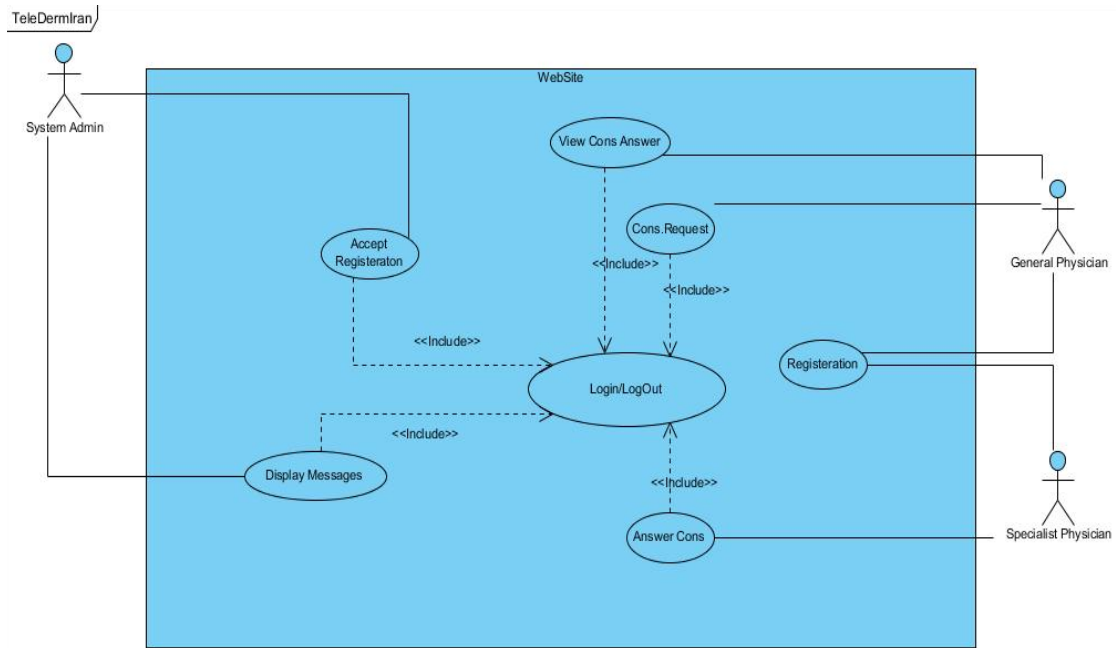 TeleDermIran
WebSite
System Admin
View Cons Answer
Cons.Request
Accept
Registeraton
General Physician
<<Include>>
<<Include>>
<<Include>>
Registeration
Login/LogOut
<<Include>>
Display Messages
<<Include>>
Answer Cons
Specialist Physician